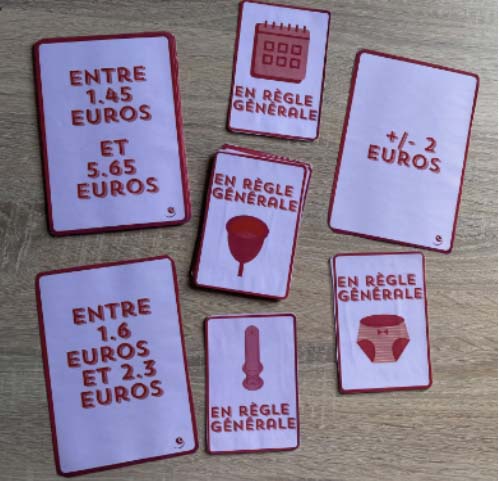 ENTRE
1.45
EUROS
ET
5.65
EUROS
EN RÈGLE
GÉNÉRALE
+/- 2
EUROS
EN RÈGLE
GÉNÉRALE
EN RÈGLE
GÉNÉRALE
ENTRE
1.6
EUROS
ET 2.3
EUROS
EN RÈGLE
GÉNÉRALE